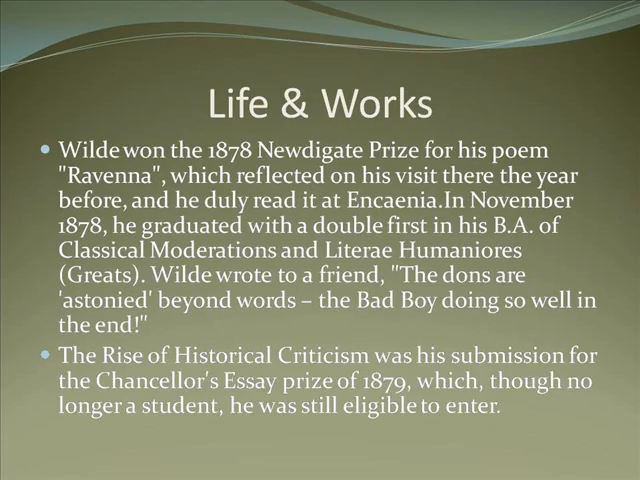 Life & Works
• Wilde won the 1878 Newdigate Prize for his poem
"Ravenna", which reflected on his visit there the year
before, and he duly read it at Encaenia.In November
1878, he graduated with a double first in his B.A. of
Classical Moderations and Literae Humaniores
(Greats). Wilde wrote to a friend, "The dons are
'astonied' beyond words – the Bad Boy doing so well in
the end!"
• The Rise of Historical Criticism was his submission for
the Chancellor's Essay prize of 1879, which, though no
longer a student, he was still eligible to enter.